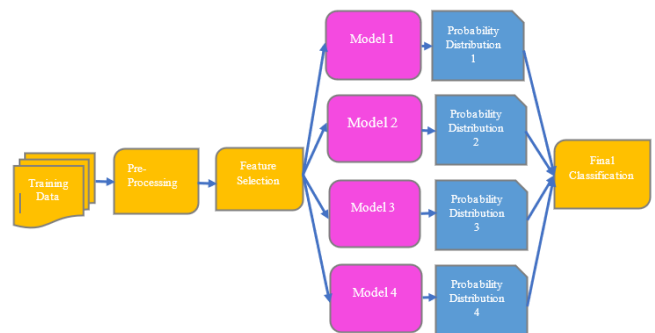 Training
Data
Pre-
Processing
Feature
Selection
Model 1
Probability
Distribution
1
Model 2
Probability
Distribution
2
Model 3
Probability
Distribution
3
Model 4
Probability
Distribution
4
Final
Classification